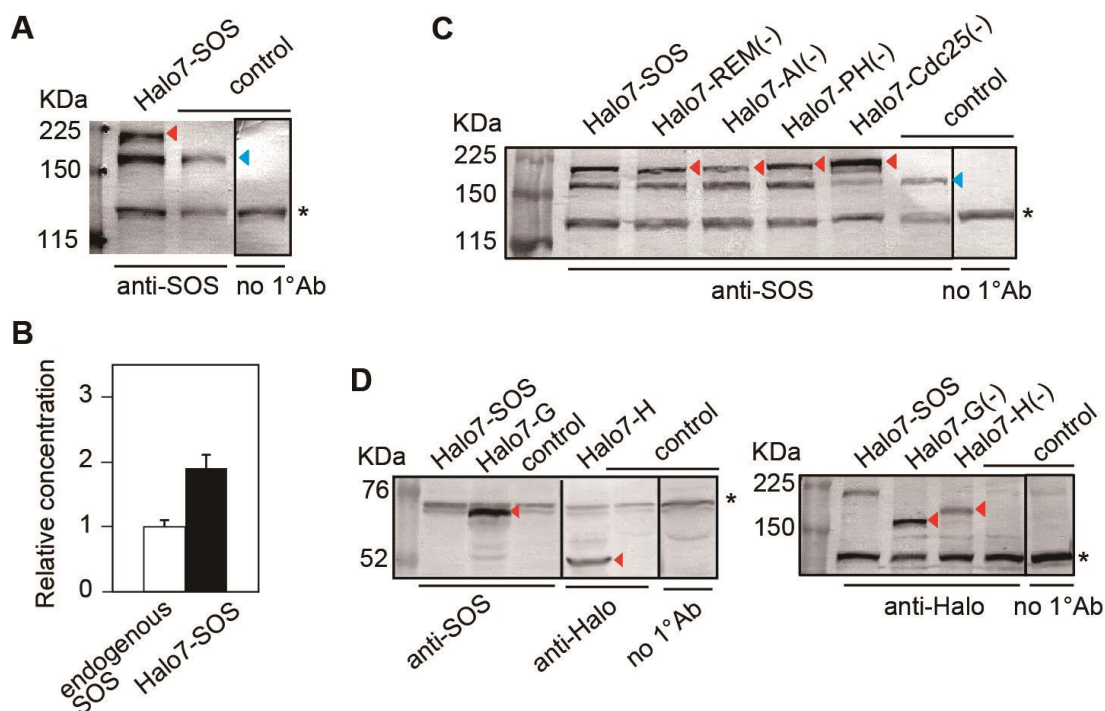 A
Halo7-SOS
control
KDa
225
150
115
*
anti-SOS
no 1°Ab
B
Relative concentration
3
2
1
0
endogenous
SOS
Halo7-SOS
C
Halo7-SOS
Halo7-REM(-)
Halo7-AI(-)
Halo7-PH(-)
Halo7-Cdc25(-)
control
KDa
225
150
115
*
anti-SOS
no 1°Ab
D
Halo7-SOS
Halo7-G
control
Halo7-H
control
KDa
76
52
*
anti-SOS
anti-Halo
no 1°Ab
Halo7-SOS
Halo7-G(-)
Halo7-H(-)
control
KDa
225
150
*
anti-Halo
no 1°Ab